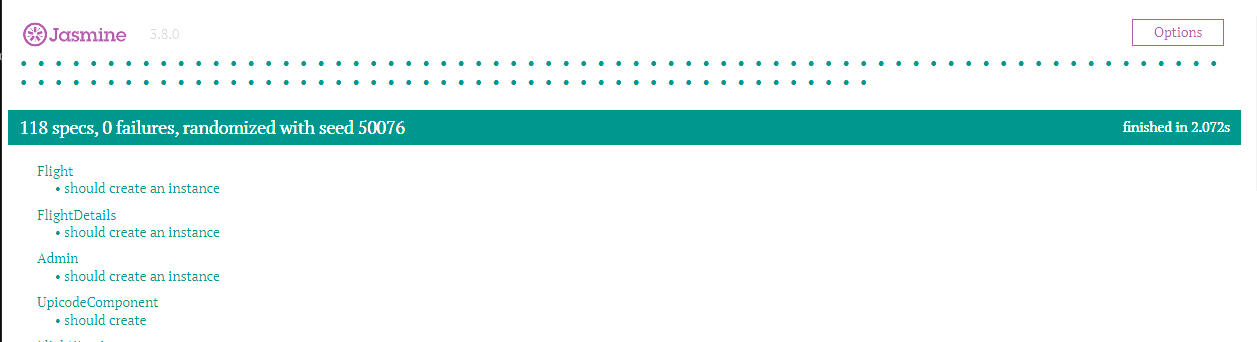 Jasmine 3.8.0 Options
118 specs, 0 failures, randomized with seed 50076 finished in 2.072s
Flight
• should create an instance
FlightDetails
• should create an instance
Admin
• should create an instance
UpicodeComponent
• should create